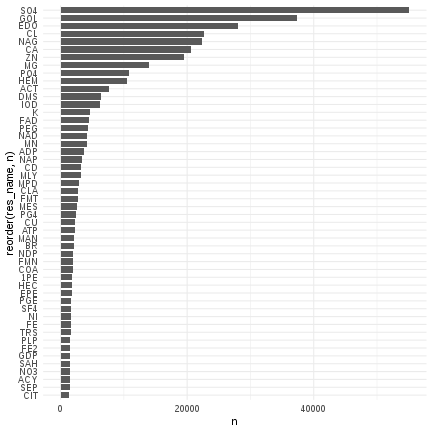 SO4
GOL
EDO
CL
NAG
CA
ZN
MG
PO4
HEM
ACT
DMS
IOD
K
FAD
PEG
NAD
MN
ADP
NAP
CD
MLY
MPD
CLA
FMT
MES
PG4
CU
ATP
MAN
BR
NDP
FMN
COA
1PE
HEC
EPE
PGE
SF4
NI
FE
TRS
PLP
FE2
GDP
SAH
NO3
ACY
SEP
CIT
reorder(res_name, n)
0 20000 40000
n